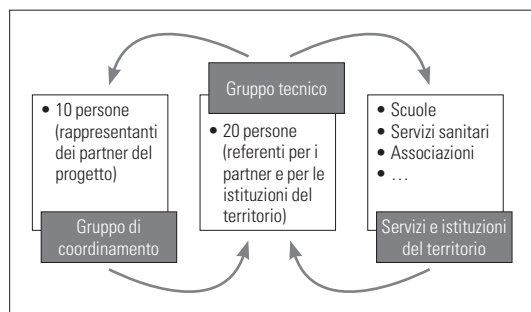 • 10 persone
(rappresentanti
dei partner del
progetto)
Gruppo di
coordinamento
Gruppo tecnico
• 20 persone
(referenti per i
partner e per le
istituzioni del
territorio)
• Scuole
• Servizi sanitari
• Associazioni
• …
Servizi e istituzioni
del territorio